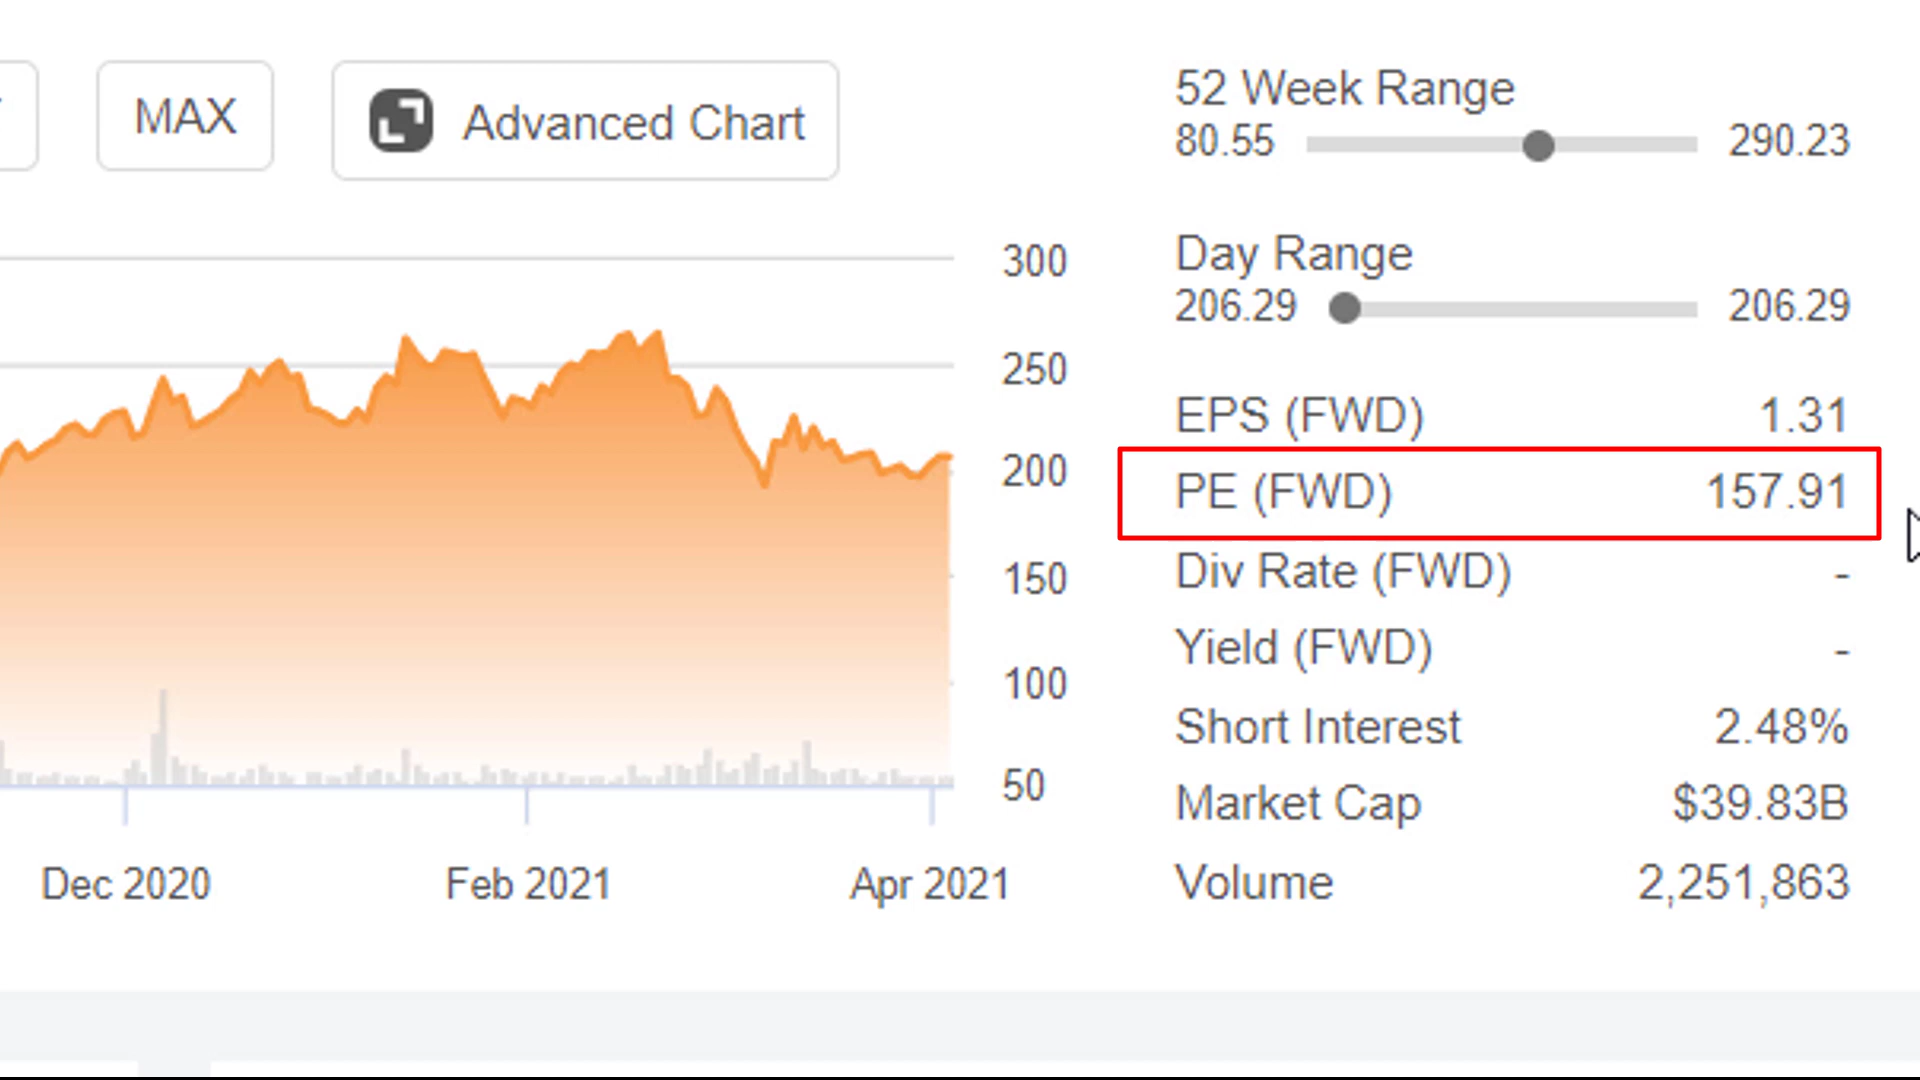 MAX
Advanced Chart
300
250
200
150
100
50
Dec 2020
Feb 2021
Apr 2021
52 Week Range
80.55 290.23
Day Range
206.29 206.29
EPS (FWD) 1.31
PE (FWD) 157.91
Div Rate (FWD) -
Yield (FWD) -
Short Interest 2.48%
Market Cap $39.83B
Volume 2,251,863